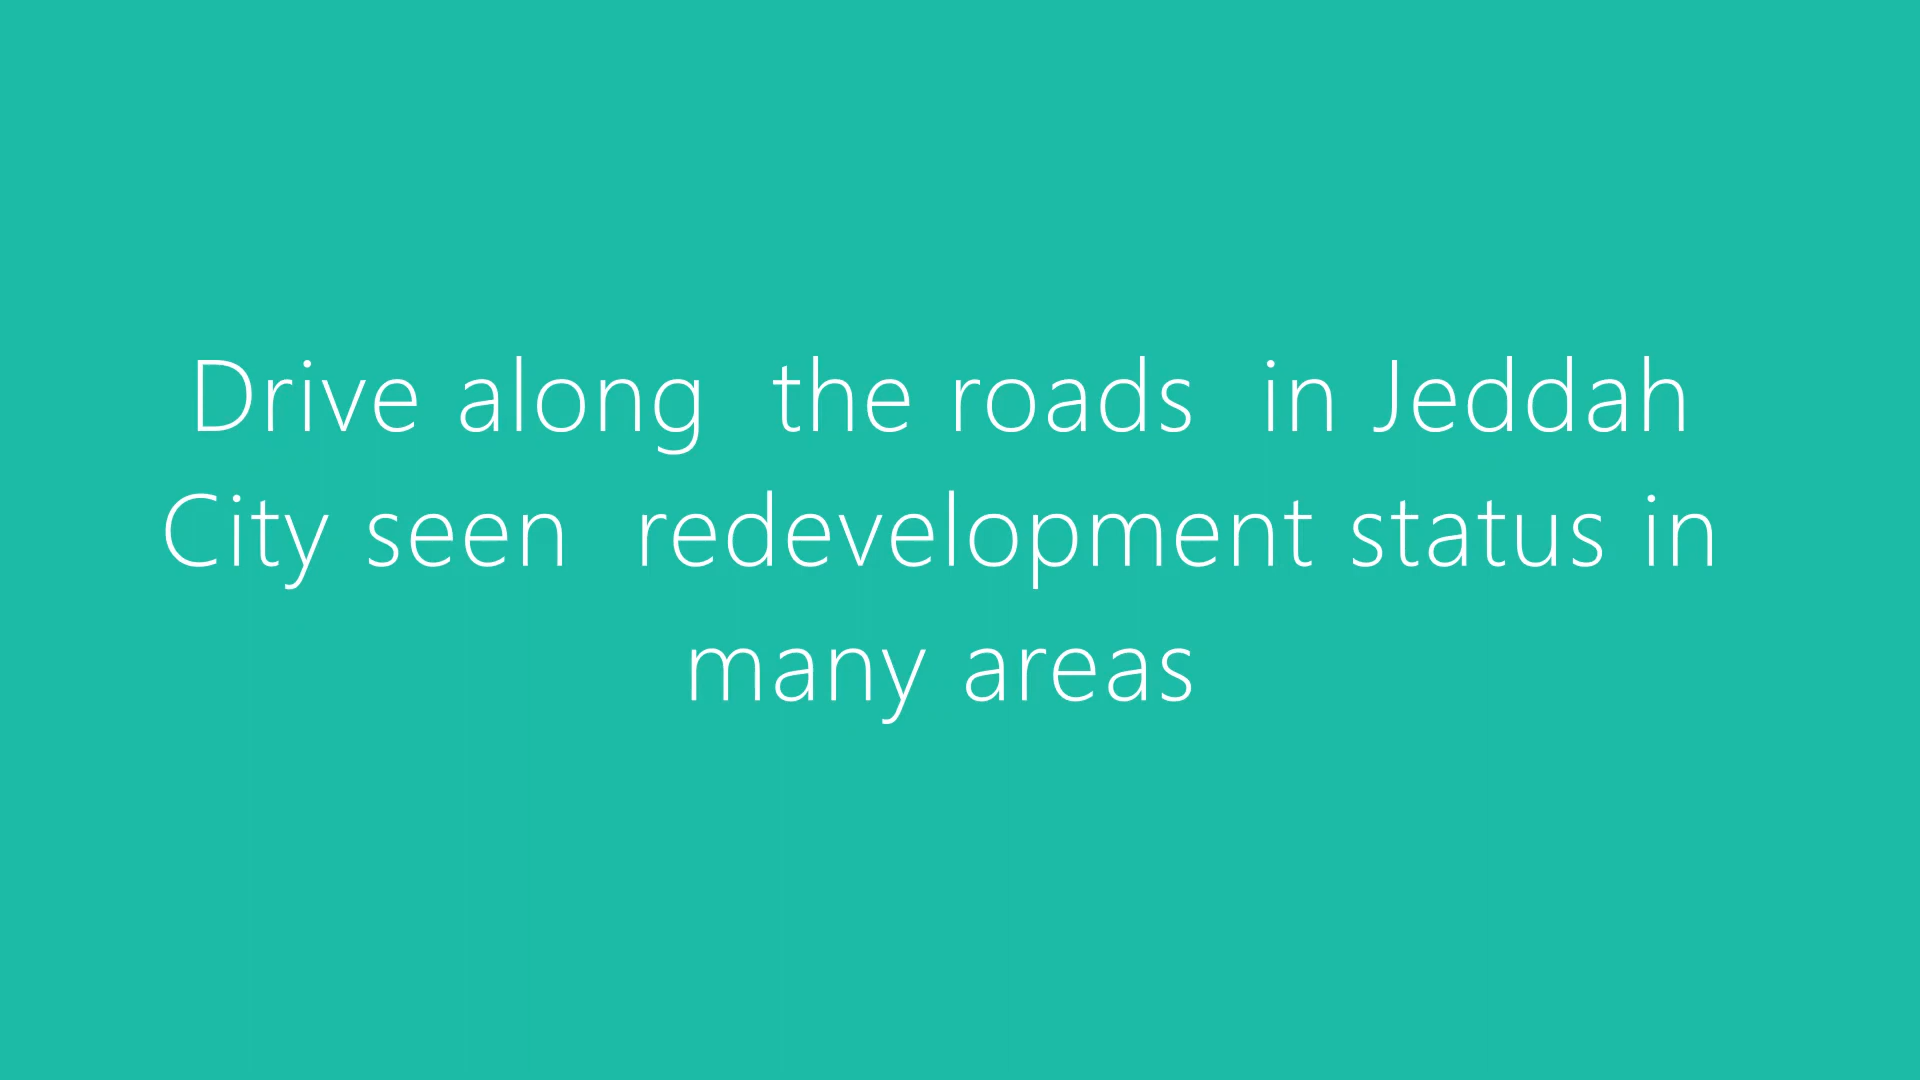 Drive along  the roads  in Jeddah
City seen  redevelopment status in
many areas